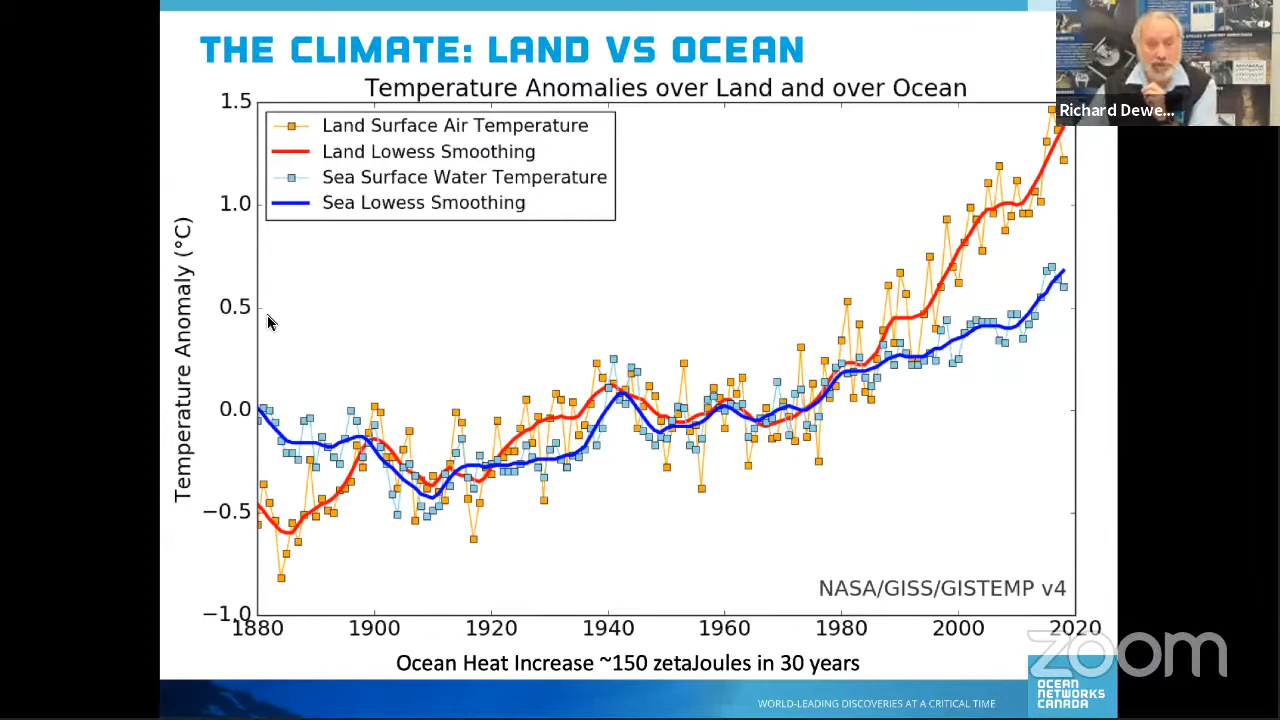 THE CLIMATE: LAND VS OCEAN
Richard Dewe...
Temperature Anomalies over Land and over Ocean
Land Surface Air Temperature
Land Lowess Smoothing
Sea Surface Water Temperature
Sea Lowess Smoothing
Temperature Anomaly (°C)
1.5
1.0
0.5
0.0
−0.5
−1.0
1880
1900
1920
1940
1960
1980
2000
2020
NASA/GISS/GISTEMP v4
Ocean Heat Increase ~150 zetaJoules in 30 years
zoom
WORLD-LEADING DISCOVERIES AT A CRITICAL TIME
OCEAN
NETWORKS
CANADA